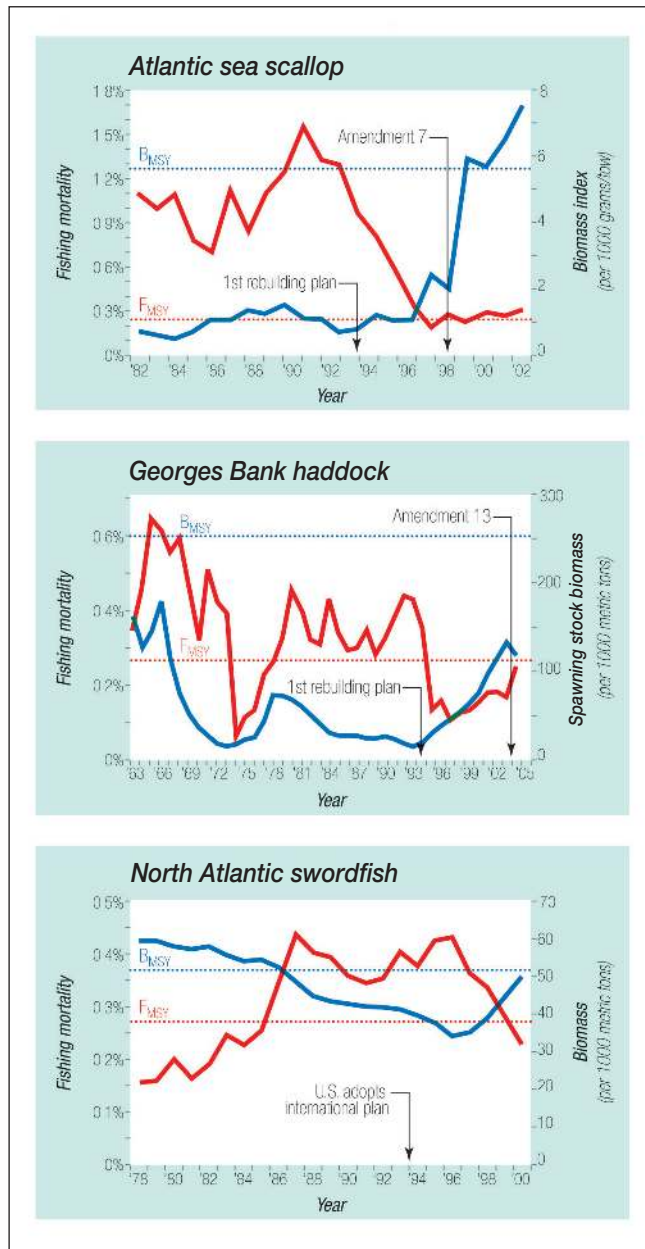 Atlantic sea scallop
1.8%
1.5%
1.2%
0.9%
0.6%
0.3%
0%
Fishing mortality
BMSY
FMSY
Amendment 7
1st rebuilding plan
8
6
4
2
0
Biomass index
(per 1000 grams/tow)
'82 '84 '86 '88 '90 '92 '94 '96 '98 '00 '02
Year
Georges Bank haddock
0.6%
0.4%
0.2%
0%
Fishing mortality
BMSY
FMSY
Amendment 13
1st rebuilding plan
300
200
100
0
Spawning stock biomass
(per 1000 metric tons)
'63 '66 '69 '72 '75 '78 '81 '84 '87 '90 '93 '96 '99 '02 '05
Year
North Atlantic swordfish
0.5%
0.4%
0.3%
0.2%
0.1%
0%
Fishing mortality
BMSY
FMSY
U.S. adopts
international plan
70
60
50
40
30
20
10
0
Biomass
(per 1000 metric tons)
'78 '80 '82 '84 '86 '88 '90 '92 '94 '96 '98 '00
Year